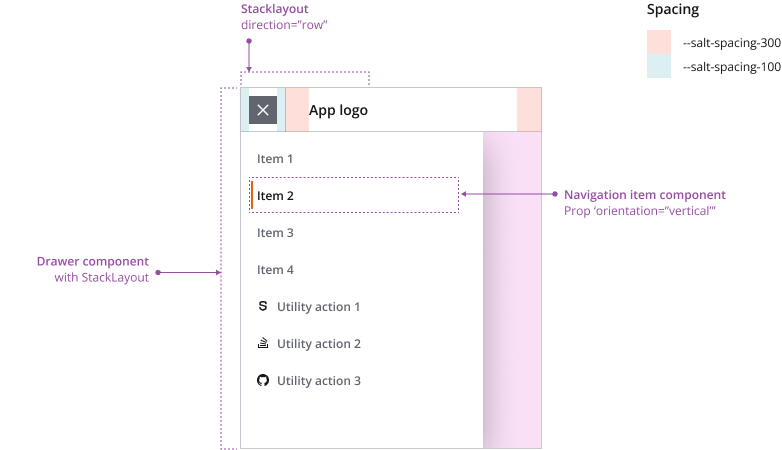 Stacklayout
direction=”row”
Spacing
--salt-spacing-300
--salt-spacing-100
App logo
Item 1
Item 2
Navigation item component
Prop ‘orientation=”vertical”’
Item 3
Drawer component
with StackLayout
Item 4
Utility action 1
Utility action 2
Utility action 3